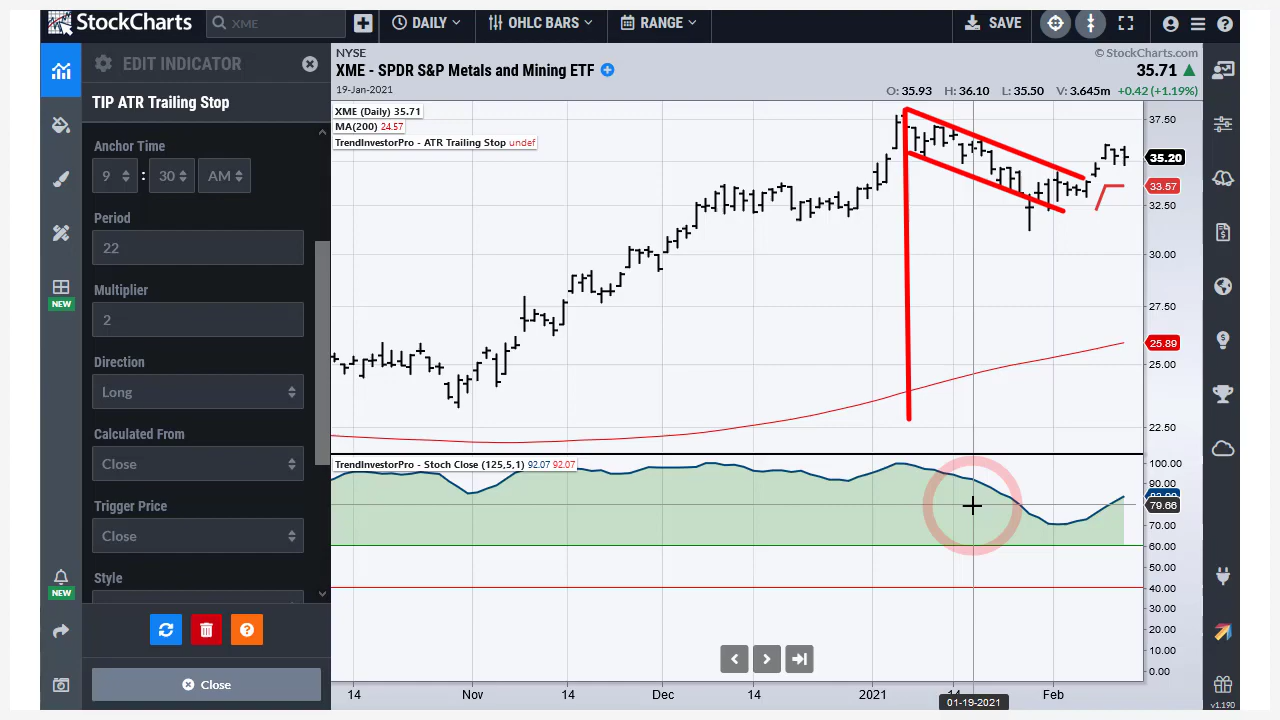 StockCharts
XME
DAILY
OHLC BARS
RANGE
SAVE
EDIT INDICATOR
TIP ATR Trailing Stop
Anchor Time
9 : 30 AM
Period
22
Multiplier
2
Direction
Long
Calculated From
Close
Trigger Price
Close
Style
Close
NEW
NEW
NYSE
© StockCharts.com
XME - SPDR S&P Metals and Mining ETF
35.71
19-Jan-2021
O: 35.93 H: 36.10 L: 35.50 V: 3.645m +0.42 (+1.19%)
XME (Daily) 35.71
MA(200) 24.57
TrendInvestorPro - ATR Trailing Stop undef
37.50
35.20
33.57
32.50
30.00
27.50
25.89
25.00
22.50
TrendInvestorPro - Stoch Close (125,5,1) 92.07 92.07
100.00
90.00
79.66
70.00
60.00
50.00
40.00
30.00
20.00
10.00
0.00
14 Nov 14 Dec 14 2021 14 Feb
01-19-2021
v1.190